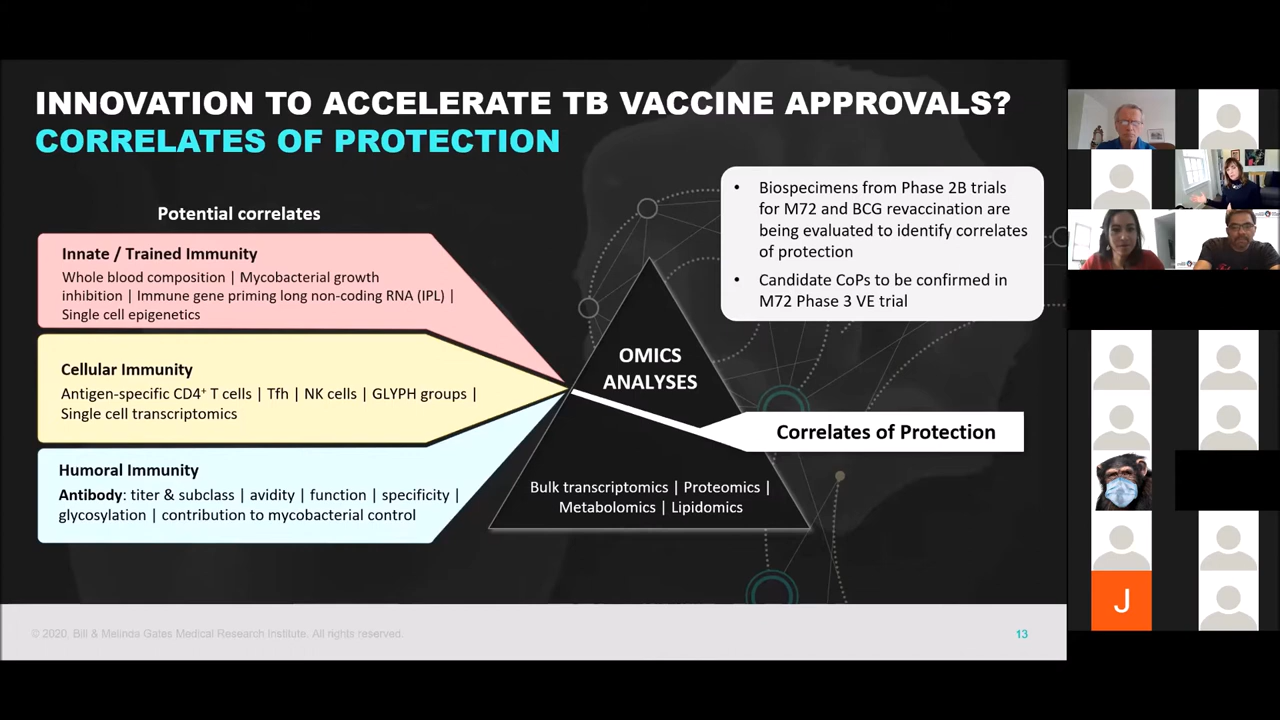 INNOVATION TO ACCELERATE TB VACCINE APPROVALS?
CORRELATES OF PROTECTION
Potential correlates
Innate / Trained Immunity
Whole blood composition | Mycobacterial growth
inhibition | Immune gene priming long non-coding RNA (IPL) |
Single cell epigenetics
Cellular Immunity
Antigen-specific CD4⁺ T cells | Tfh | NK cells | GLYPH groups |
Single cell transcriptomics
Humoral Immunity
Antibody: titer & subclass | avidity | function | specificity |
glycosylation | contribution to mycobacterial control
OMICS
ANALYSES
Bulk transcriptomics | Proteomics |
Metabolomics | Lipidomics
• Biospecimens from Phase 2B trials
for M72 and BCG revaccination are
being evaluated to identify correlates
of protection
• Candidate CoPs to be confirmed in
M72 Phase 3 VE trial
Correlates of Protection
© 2020, Bill & Melinda Gates Medical Research Institute. All rights reserved.
13
J